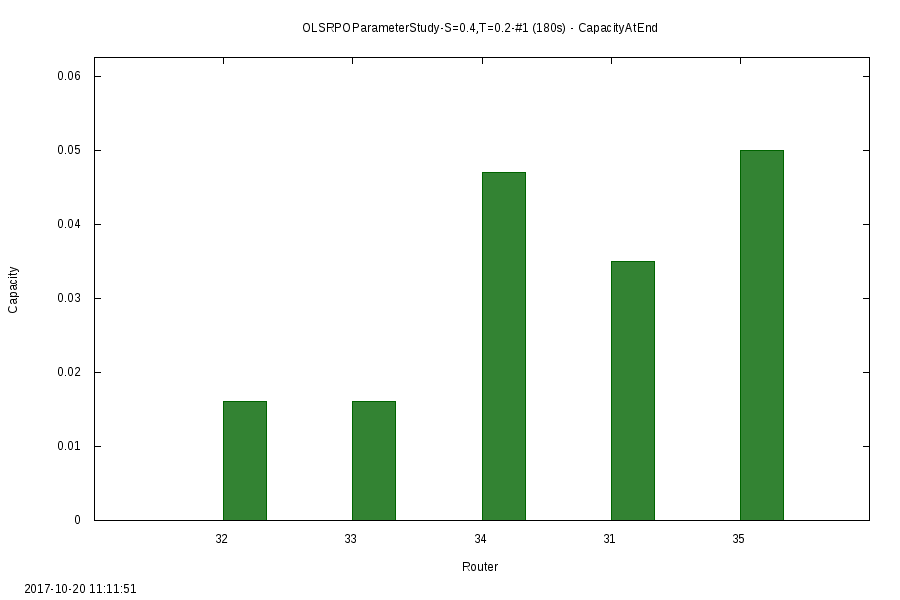 OLSRPOParameterStudy-S=0.4,T=0.2-#1 (180s) - CapacityAtEnd
0.06
0.05
0.04
0.03
0.02
0.01
0
Capacity
32 33 34 31 35
Router
2017-10-20 11:11:51